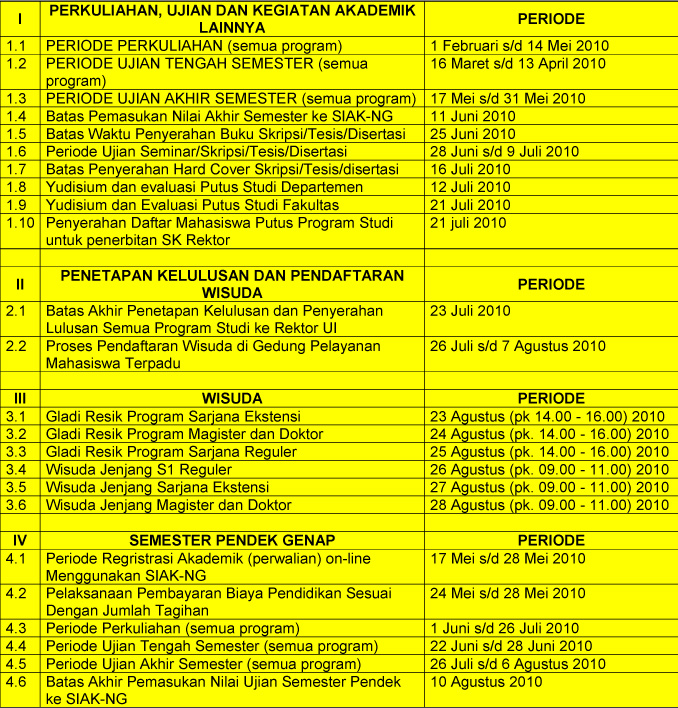 I PERKULIAHAN, UJIAN DAN KEGIATAN AKADEMIK PERIODE
LAINNYA
1.1 PERIODE PERKULIAHAN (semua program) 1 Februari s/d 14 Mei 2010
1.2 PERIODE UJIAN TENGAH SEMESTER (semua 16 Maret s/d 13 April 2010
program)
1.3 PERIODE UJIAN AKHIR SEMESTER (semua program) 17 Mei s/d 31 Mei 2010
1.4 Batas Pemasukan Nilai Akhir Semester ke SIAK-NG 11 Juni 2010
1.5 Batas Waktu Penyerahan Buku Skripsi/Tesis/Disertasi 25 Juni 2010
1.6 Periode Ujian Seminar/Skripsi/Tesis/Disertasi 28 Juni s/d 9 Juli 2010
1.7 Batas Penyerahan Hard Cover Skripsi/Tesis/disertasi 16 Juli 2010
1.8 Yudisium dan evaluasi Putus Studi Departemen 12 Juli 2010
1.9 Yudisium dan Evaluasi Putus Studi Fakultas 21 Juli 2010
1.10 Penyerahan Daftar Mahasiswa Putus Program Studi 21 juli 2010
untuk penerbitan SK Rektor
II PENETAPAN KELULUSAN DAN PENDAFTARAN PERIODE
WISUDA
2.1 Batas Akhir Penetapan Kelulusan dan Penyerahan 23 Juli 2010
Lulusan Semua Program Studi ke Rektor UI
2.2 Proses Pendaftaran Wisuda di Gedung Pelayanan 26 Juli s/d 7 Agustus 2010
Mahasiswa Terpadu
III WISUDA PERIODE
3.1 Gladi Resik Program Sarjana Ekstensi 23 Agustus (pk 14.00 - 16.00) 2010
3.2 Gladi Resik Program Magister dan Doktor 24 Agustus (pk. 14.00 - 16.00) 2010
3.3 Gladi Resik Program Sarjana Reguler 25 Agustus (pk. 14.00 - 16.00) 2010
3.4 Wisuda Jenjang S1 Reguler 26 Agustus (pk. 09.00 - 11.00) 2010
3.5 Wisuda Jenjang Sarjana Ekstensi 27 Agustus (pk. 09.00 - 11.00) 2010
3.6 Wisuda Jenjang Magister dan Doktor 28 Agustus (pk. 09.00 - 11.00) 2010
IV SEMESTER PENDEK GENAP PERIODE
4.1 Periode Regristrasi Akademik (perwalian) on-line 17 Mei s/d 28 Mei 2010
Menggunakan SIAK-NG
4.2 Pelaksanaan Pembayaran Biaya Pendidikan Sesuai 24 Mei s/d 28 Mei 2010
Dengan Jumlah Tagihan
4.3 Periode Perkuliahan (semua program) 1 Juni s/d 26 Juli 2010
4.4 Periode Ujian Tengah Semester (semua program) 22 Juni s/d 28 Juni 2010
4.5 Periode Ujian Akhir Semester (semua program) 26 Juli s/d 6 Agustus 2010
4.6 Batas Akhir Pemasukan Nilai Ujian Semester Pendek 10 Agustus 2010
ke SIAK-NG